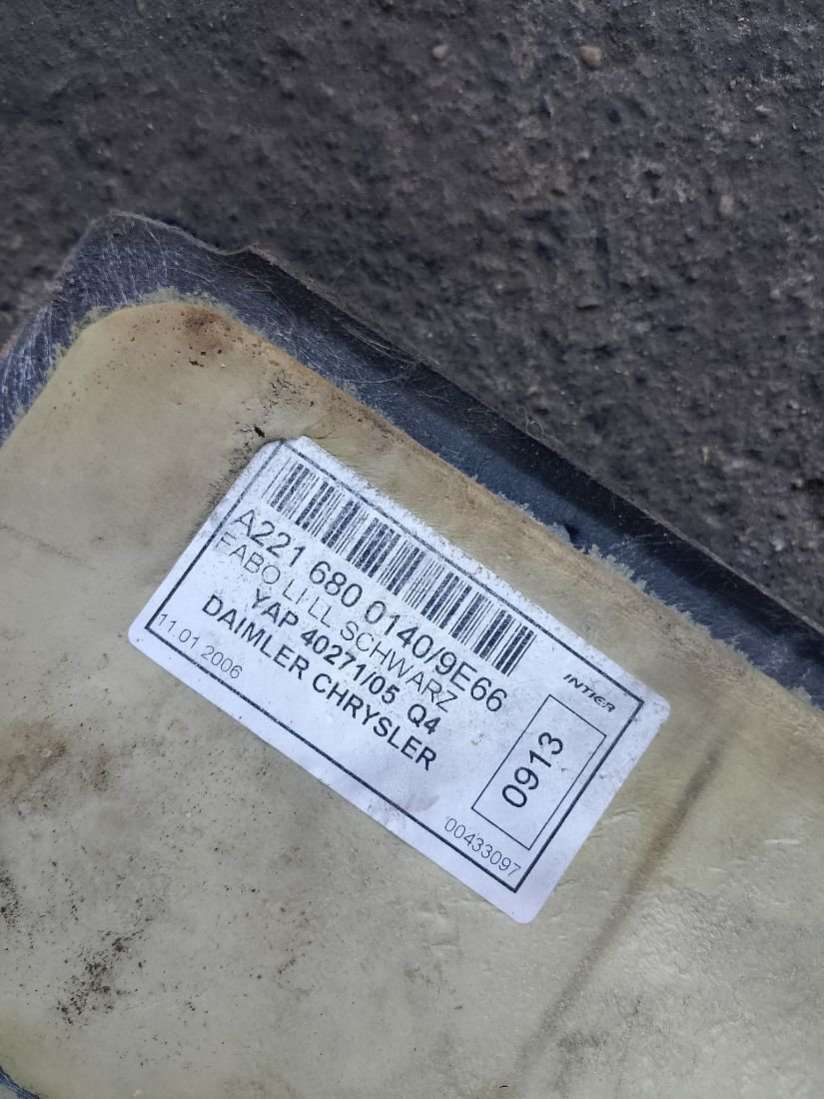 A221 680 0140/9E66
FABO LI LL SCHWARZ
YAP 40271/05 Q4
DAIMLER CHRYSLER
11.01.2006
INTIER
0913
00433097